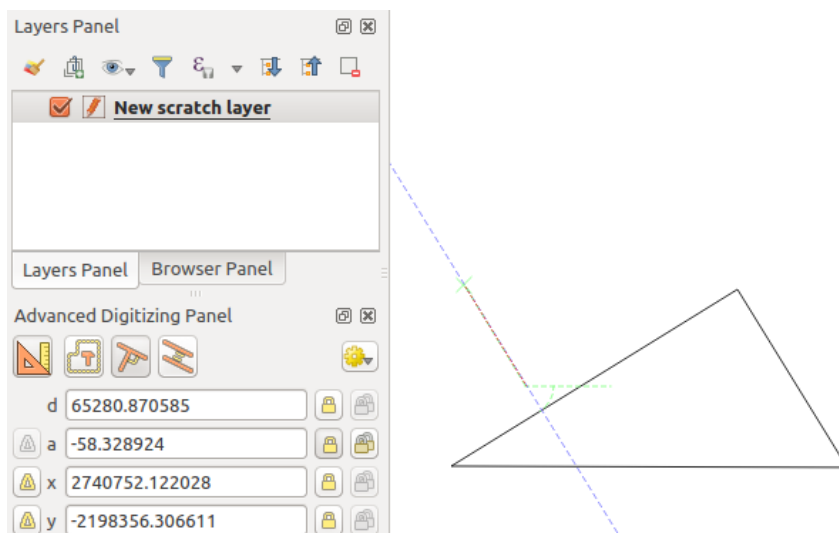 Layers Panel
New scratch layer
Layers Panel Browser Panel
Advanced Digitizing Panel
d 65280.870585
a -58.328924
x 2740752.122028
y -2198356.306611